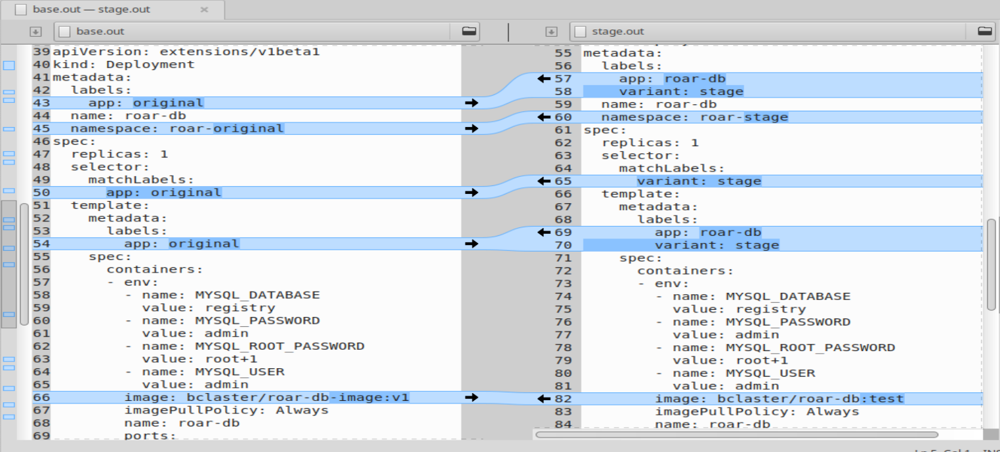 base.out — stage.out ×
base.out
39 apiVersion: extensions/v1beta1
40 kind: Deployment
41 metadata:
42   labels:
43     app: original
44   name: roar-db
45   namespace: roar-original
46 spec:
47   replicas: 1
48   selector:
49     matchLabels:
50       app: original
51   template:
52     metadata:
53       labels:
54         app: original
55     spec:
56       containers:
57       - env:
58         - name: MYSQL_DATABASE
59           value: registry
60         - name: MYSQL_PASSWORD
61           value: admin
62         - name: MYSQL_ROOT_PASSWORD
63           value: root+1
64         - name: MYSQL_USER
65           value: admin
66         image: bclaster/roar-db-image:v1
67         imagePullPolicy: Always
68         name: roar-db
69         ports:
stage.out
55 metadata:
56   labels:
57     app: roar-db
58     variant: stage
59   name: roar-db
60   namespace: roar-stage
61 spec:
62   replicas: 1
63   selector:
64     matchLabels:
65       variant: stage
66   template:
67     metadata:
68       labels:
69         app: roar-db
70         variant: stage
71     spec:
72       containers:
73       - env:
74         - name: MYSQL_DATABASE
75           value: registry
76         - name: MYSQL_PASSWORD
77           value: admin
78         - name: MYSQL_ROOT_PASSWORD
79           value: root+1
80         - name: MYSQL_USER
81           value: admin
82         image: bclaster/roar-db:test
83         imagePullPolicy: Always
84         name: roar-db